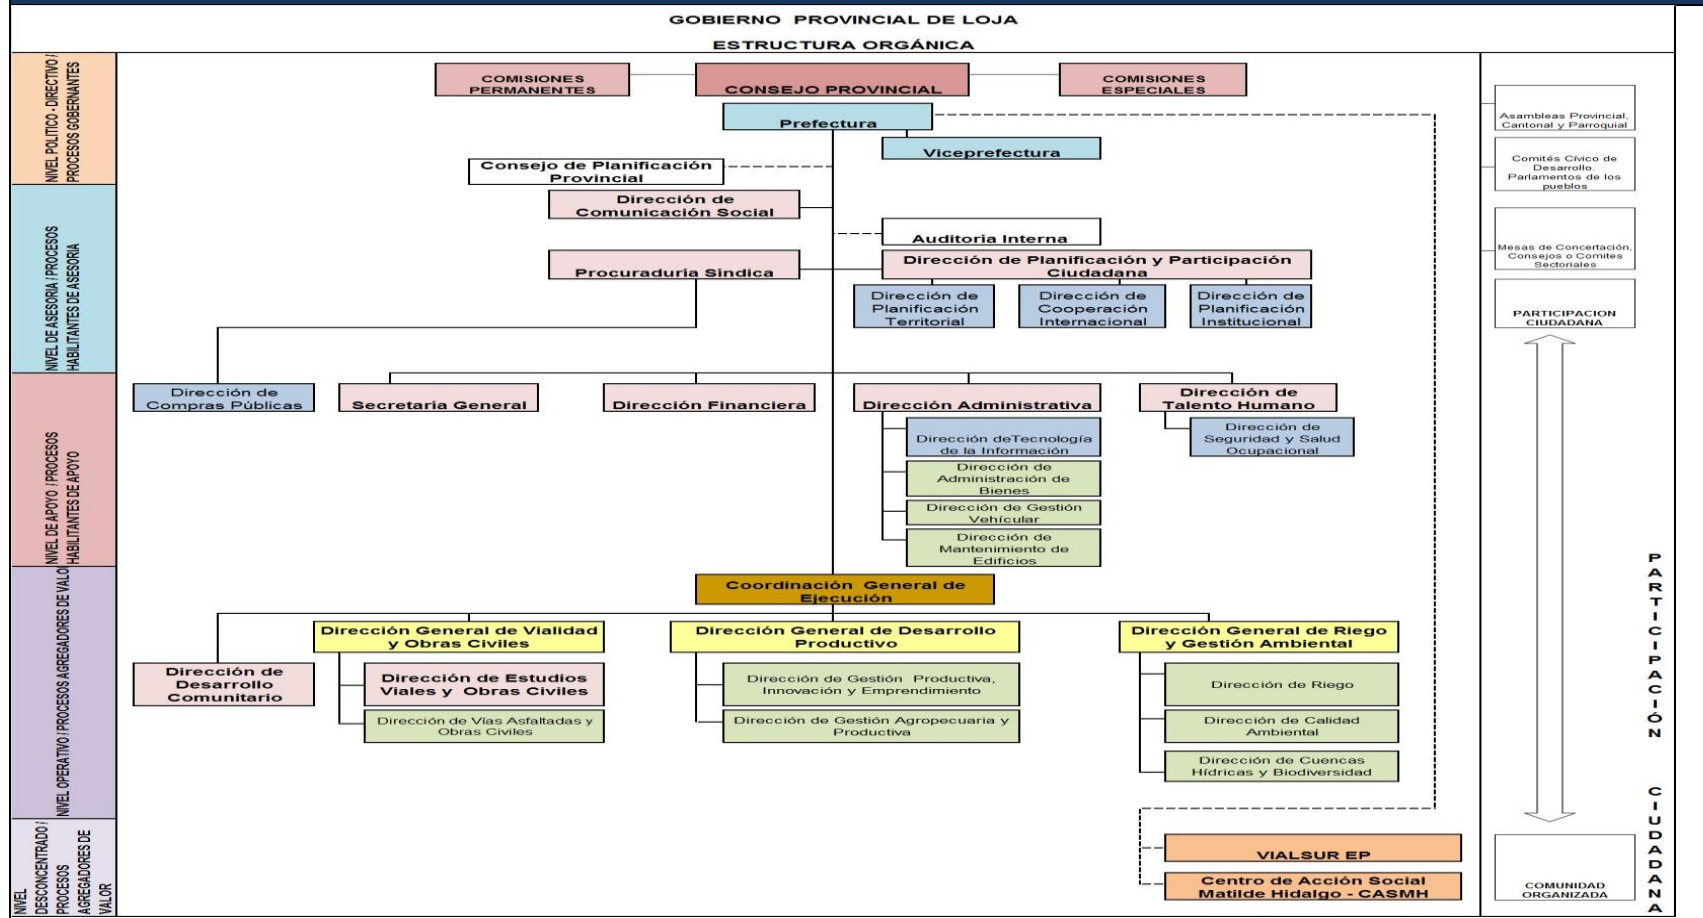 GOBIERNO PROVINCIAL DE LOJA
ESTRUCTURA ORGÁNICA
NIVEL POLITICO - DIRECTIVO /
PROCESOS GOBERNANTES
COMISIONES
PERMANENTES
CONSEJO PROVINCIAL
COMISIONES
ESPECIALES
Prefectura
Viceprefectura
Consejo de Planificación
Provincial
NIVEL DE ASESORIA / PROCESOS
HABILITANTES DE ASESORIA
Dirección de
Comunicación Social
Auditoría Interna
Procuraduría Síndica
Dirección de Planificación y Participación
Ciudadana
Dirección de
Planificación
Territorial
Dirección de
Cooperación
Internacional
Dirección de
Planificación
Institucional
NIVEL DE APOYO / PROCESOS
HABILITANTES DE APOYO
Dirección de
Compras Públicas
Secretaría General
Dirección Financiera
Dirección Administrativa
Dirección de
Talento Humano
Dirección deTecnología
de la Información
Dirección de
Administración de
Bienes
Dirección de Gestión
Vehícular
Dirección de
Mantenimiento de
Edificios
Dirección de
Seguridad y Salud
Ocupacional
NIVEL OPERATIVO / PROCESOS AGREGADORES DE VALO
Coordinación General de
Ejecución
Dirección de
Desarrollo
Comunitario
Dirección General de Vialidad
y Obras Civiles
Dirección de Estudios
Viales y Obras Civiles
Dirección de Vías Asfaltadas y
Obras Civiles
Dirección General de Desarrollo
Productivo
Dirección de Gestión Productiva,
Innovación y Emprendimiento
Dirección de Gestión Agropecuaria y
Productiva
Dirección General de Riego
y Gestión Ambiental
Dirección de Riego
Dirección de Calidad
Ambiental
Dirección de Cuencas
Hídricas y Biodiversidad
NIVEL
DESCONCENTRADO /
PROCESOS
AGREGADORES DE
VALOR
VIALSUR EP
Centro de Acción Social
Matilde Hidalgo - CASMH
Asambleas Provincial,
Cantonal y Parroquial
Comités Cívico de
Desarrollo.
Parlamentos de los
pueblos
Mesas de Concertación,
Consejos o Comites
Sectoriales
PARTICIPACION
CIUDADANA
COMUNIDAD
ORGANIZADA
PARTICIPACIÓN CIUDADANA